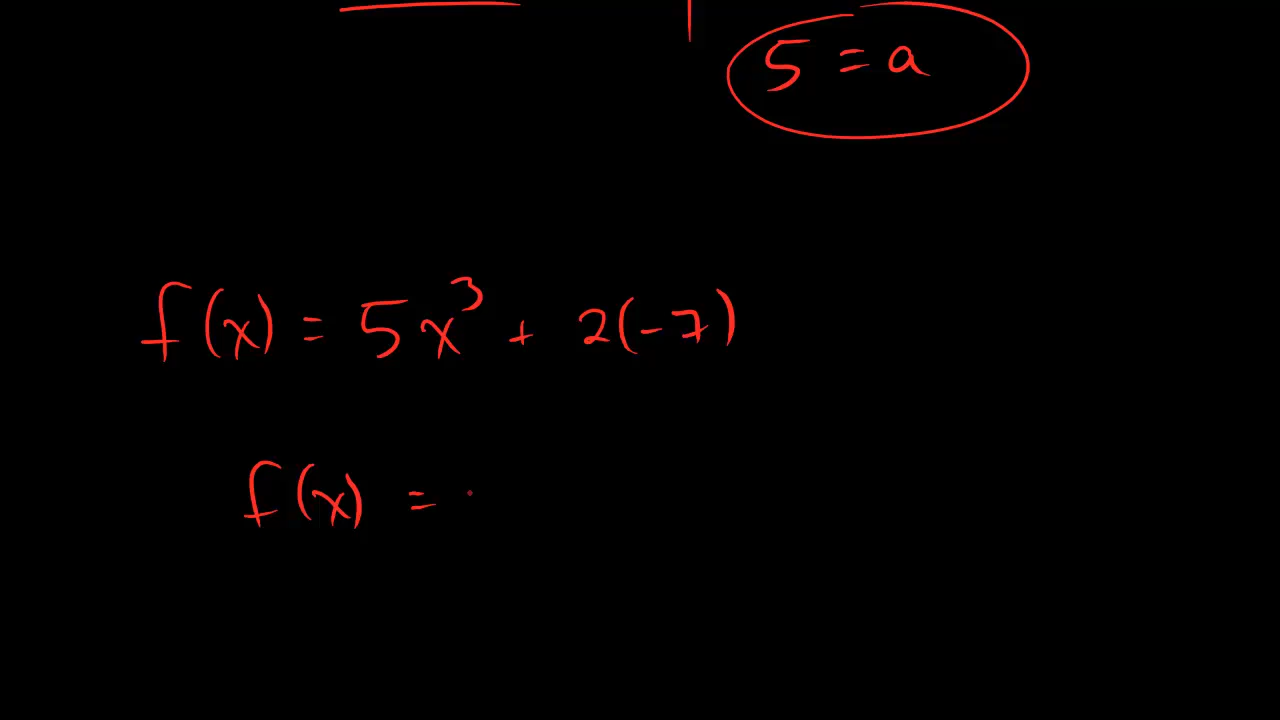 5 = a
f(x) = 5x³ + 2(-7)
f(x) =